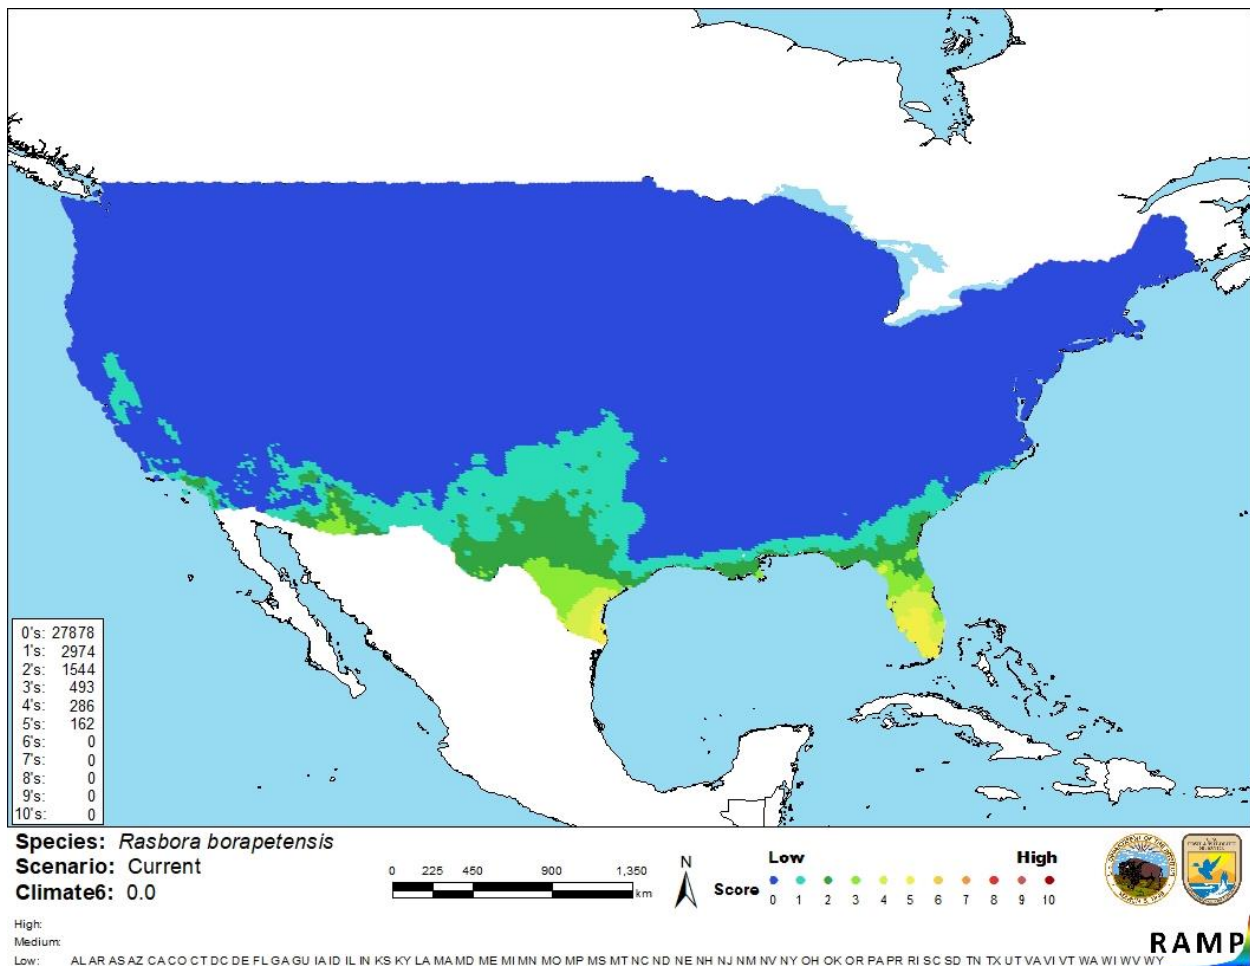 0's: 27878
1's: 2974
2's: 1544
3's: 493
4's: 286
5's: 162
6's: 0
7's: 0
8's: 0
9's: 0
10's: 0
Species: Rasbora borapetensis
Scenario: Current
Climate6: 0.0
0 225 450 900 1,350
km
N
Low High
Score
0 1 2 3 4 5 6 7 8 9 10
RAMP
High:
Medium:
Low: AL AR AS AZ CA CO CT DC DE FL GA GU IA ID IL IN KS KY LA MA MD ME MI MN MO MP MS MT NC ND NE NH NJ NM NV NY OH OK OR PA PR RI SC SD TN TX UT VA VI VT WA WI WV WY